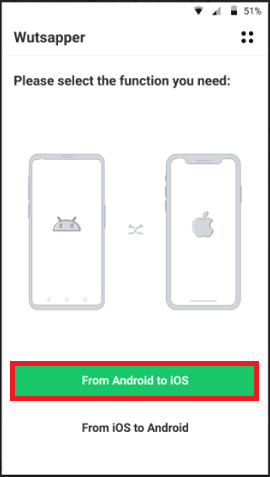 51%
Wutsapper
Please select the function you need:
From Android to iOS
From iOS to Android